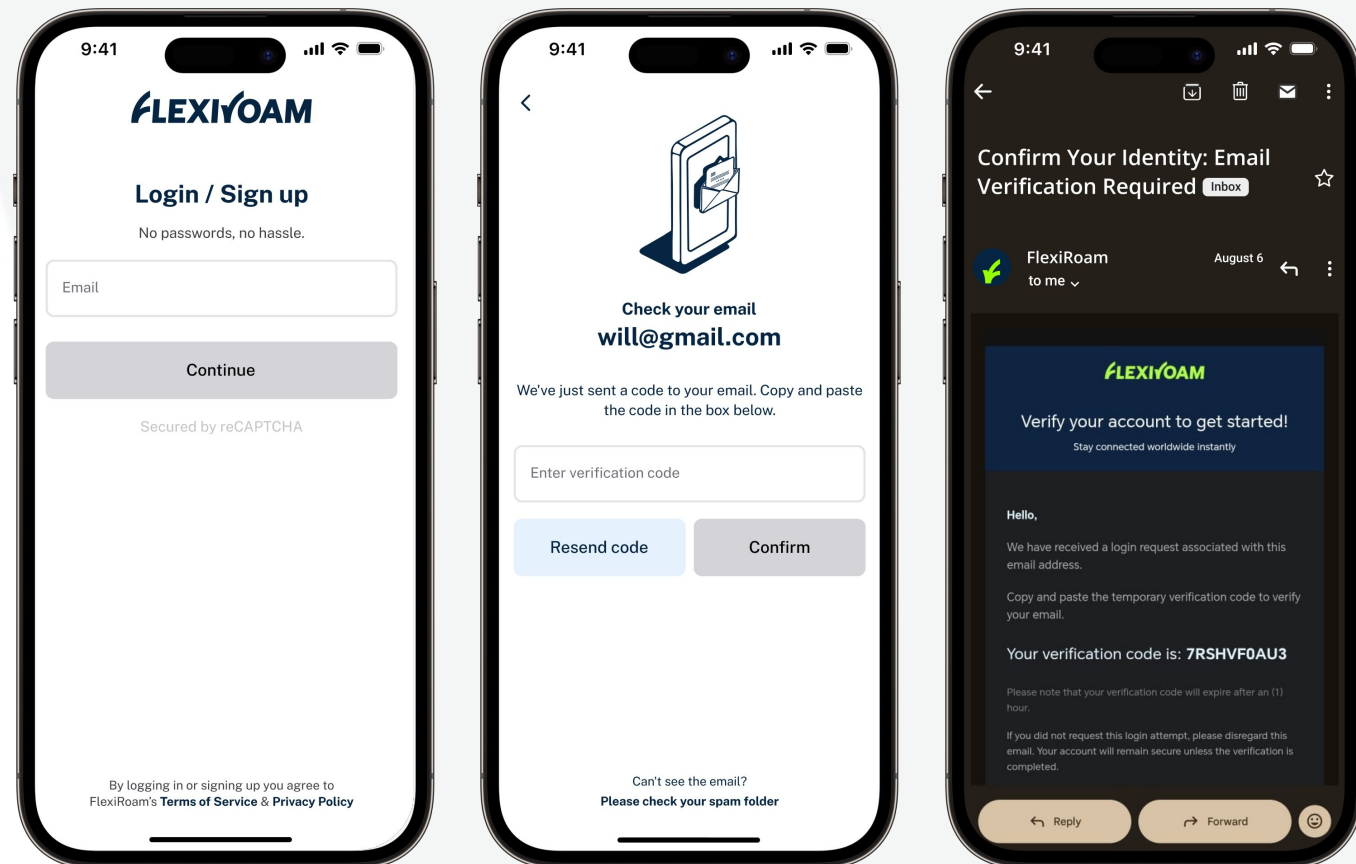 9:41
FLEXIROAM
Login / Sign up
No passwords, no hassle.
Email
Continue
Secured by reCAPTCHA
By logging in or signing up you agree to
FlexiRoam's Terms of Service & Privacy Policy
9:41
Check your email
will@gmail.com
We've just sent a code to your email. Copy and paste
the code in the box below.
Enter verification code
Resend code
Confirm
Can't see the email?
Please check your spam folder
9:41
Confirm Your Identity: Email
Verification Required Inbox
FlexiRoam
August 6
to me
FLEXIROAM
Verify your account to get started!
Stay connected worldwide instantly
Hello,
We have received a login request associated with this
email address.
Copy and paste the temporary verification code to verify
your email.
Your verification code is: 7RSHVF0AU3
Please note that your verification code will expire after an (1)
hour.
If you did not request this login attempt, please disregard this
email. Your account will remain secure unless the verification is
completed.
Reply
Forward